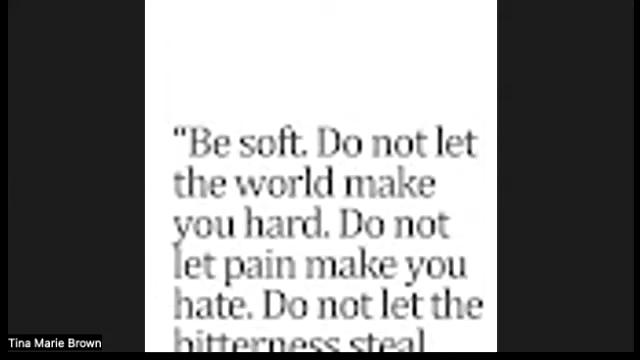 “Be soft. Do not let
the world make
you hard. Do not
let pain make you
hate. Do not let the
bitterness steal
Tina Marie Brown